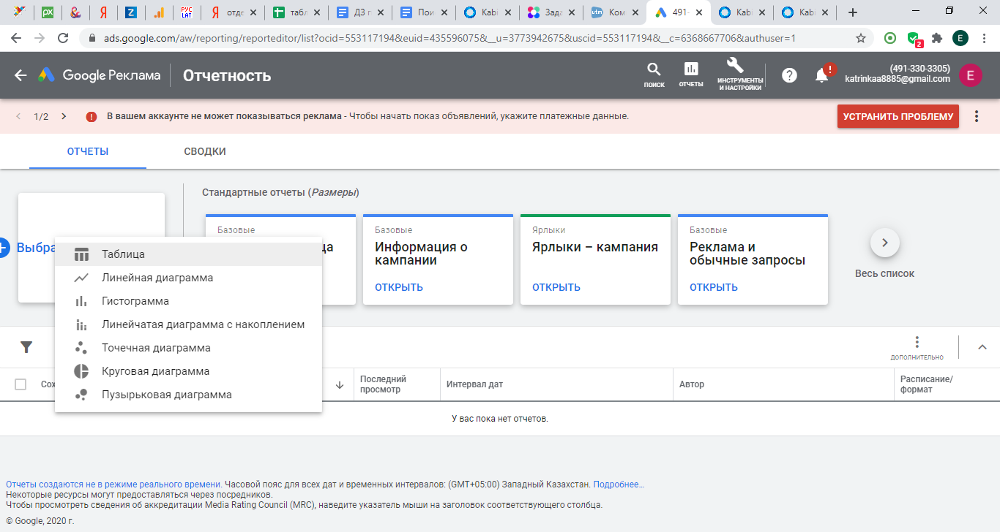 рх
Я
Z
РУС
LAT
Я
отде
табл
ДЗ г
Пои
Kabi
Зада
utm
Ком
491-
Kabi
Kabi
ads.google.com/aw/reporting/reporteditor/list?ocid=553117194&euid=435596075&__u=3773942675&uscid=553117194&__c=6368667706&authuser=1
2
E
Google Реклама
Отчетность
ПОИСК
ОТЧЕТЫ
ИНСТРУМЕНТЫ
И НАСТРОЙКИ
?
!
(491-330-3305)
katrinkaa8885@gmail.com
E
1/2
В вашем аккаунте не может показываться реклама - Чтобы начать показ объявлений, укажите платежные данные.
УСТРАНИТЬ ПРОБЛЕМУ
ОТЧЕТЫ
СВОДКИ
Стандартные отчеты (Размеры)
Выбра
Базовые
ца
Базовые
Информация о
кампании
ОТКРЫТЬ
Ярлыки
Ярлыки – кампания
ОТКРЫТЬ
Базовые
Реклама и
обычные запросы
ОТКРЫТЬ
Весь список
Таблица
Линейная диаграмма
Гистограмма
Линейчатая диаграмма с накоплением
Точечная диаграмма
Круговая диаграмма
Пузырьковая диаграмма
ДОПОЛНИТЕЛЬНО
Сох
Последний
просмотр
Интервал дат
Автор
Расписание/
формат
У вас пока нет отчетов.
Отчеты создаются не в режиме реального времени. Часовой пояс для всех дат и временных интервалов: (GMT+05:00) Западный Казахстан. Подробнее…
Некоторые ресурсы могут предоставляться через посредников.
Чтобы просмотреть сведения об аккредитации Media Rating Council (MRC), наведите указатель мыши на заголовок соответствующего столбца.
© Google, 2020 г.